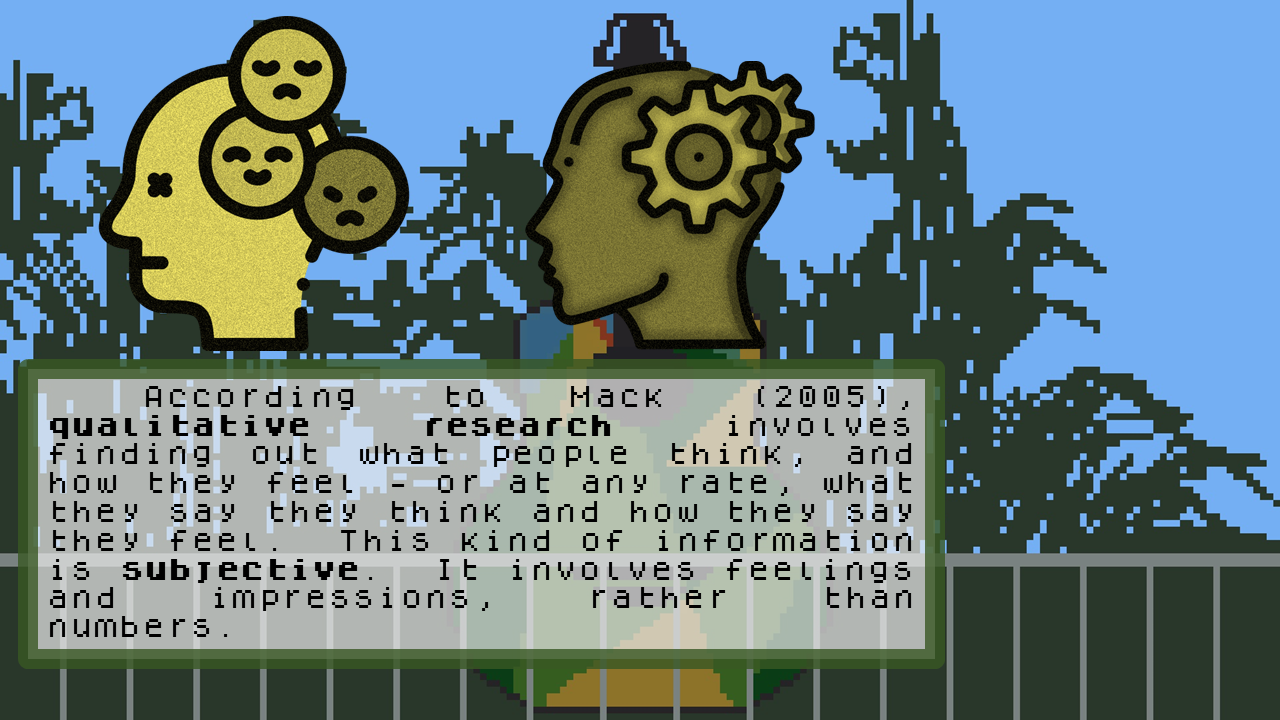 According to Mack (2005),
qualitative research involves
finding out what people think, and
how they feel - or at any rate, what
they say they think and how they say
they feel. This kind of information
is subjective. It involves feelings
and impressions, rather than
numbers.